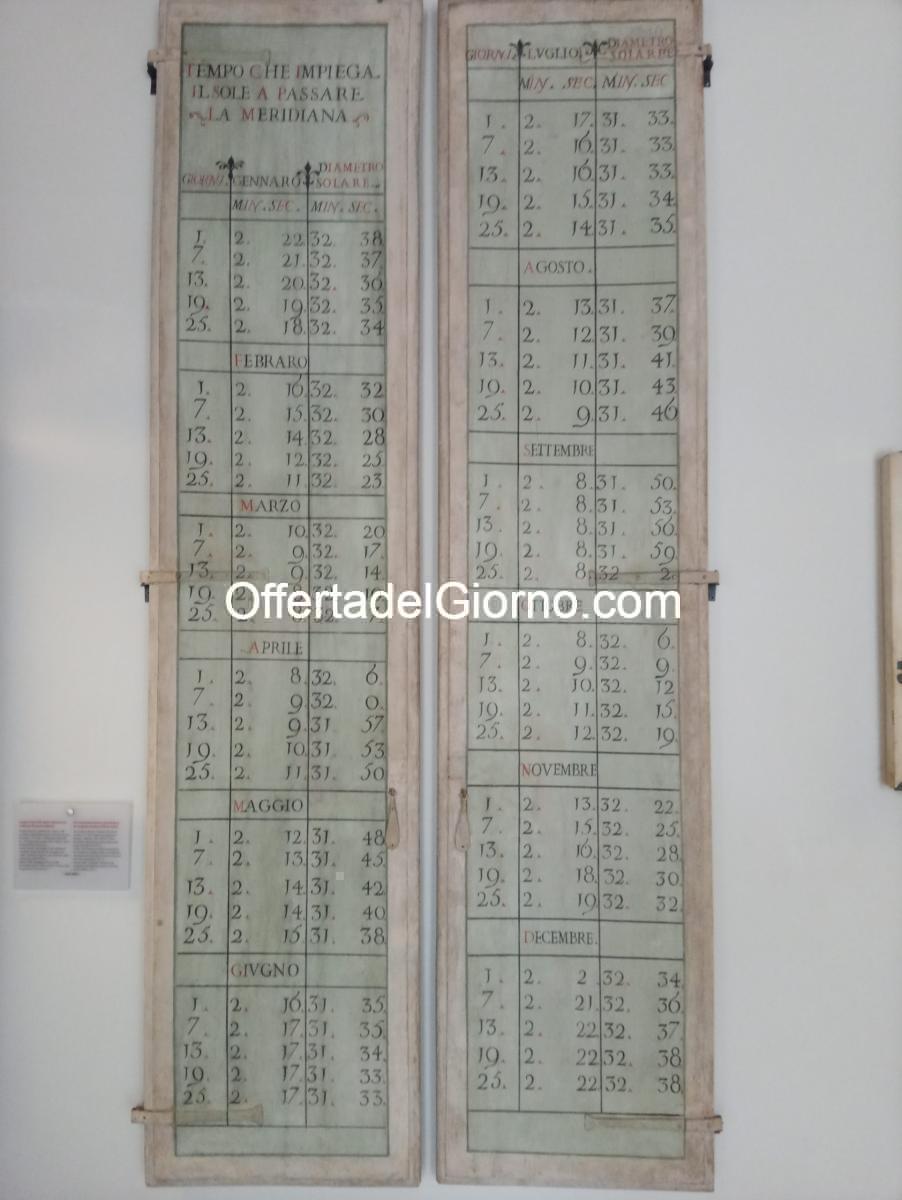 TEMPO CHE IMPIEGA
IL SOLE A PASSARE
LA MERIDIANA
GIORNI. GENNARO DIAMETRO SOLARE.
MIN. SEC. MIN. SEC.
1. 2. 22 32. 38
7. 2. 21. 32. 37
13. 2. 20. 32. 36
19. 2. 19. 32. 35
25. 2. 18. 32. 34
FEBRARO
1. 2. 16. 32. 32
7. 2. 15. 32. 30
13. 2. 14. 32. 28
19. 2. 12. 32. 25
25. 2. 11. 32. 23
MARZO
1. 2. 10. 32. 20
7. 2. 9. 32. 17.
13. 2. 9. 32. 14
19. 2.
25. 2.
APRILE
1. 2. 8. 32. 6.
7. 2. 9. 32. 0.
13. 2. 9. 31 57.
19. 2. 10. 31. 53
25. 2. 11. 31. 50
MAGGIO
1. 2. 12. 31. 48
7. 2. 13. 31. 45.
13. 2. 14. 31. 42
19. 2. 14. 31. 40
25. 2. 15. 31. 38
GIVGNO
1. 2. 16. 31. 35.
7. 2. 17. 31. 35.
13. 2. 17. 31. 34.
19. 2. 17. 31. 33.
25. 2. 17. 31. 33.
GIORNI LVGLIO DIAMETRO SOLARE
MIN. SEC. MIN. SEC
1. 2. 17. 31. 33.
7. 2. 16. 31. 33.
13. 2. 16. 31. 33.
19. 2. 15. 31. 34
25. 2. 14. 31. 35.
AGOSTO.
1. 2. 13. 31. 37.
7. 2. 12. 31. 39
13. 2. 11. 31. 41.
19. 2. 10. 31. 43
25. 2. 9. 31. 46
SETTEMBRE
1. 2. 8. 31. 50.
7. 2. 8. 31. 53.
13. 2. 8. 31. 56.
19. 2. 8. 31. 59
25. 2. 8. 32 2.
1. 2. 8. 32. 6.
7. 2. 9. 32. 9.
13. 2. 10. 32. 12
19. 2. 11. 32. 15.
25. 2. 12. 32. 19.
NOVEMBRE
1. 2. 13. 32. 22.
7. 2. 15. 32. 25.
13. 2. 16. 32. 28
19. 2. 18. 32. 30
25. 2. 19 32. 32
DECEMBRE.
1. 2. 2 32. 34
7. 2. 21. 32. 36
13. 2. 22 32. 37
19. 2. 22 32. 38
25. 2. 22 32. 38
OffertadelGiorno.com